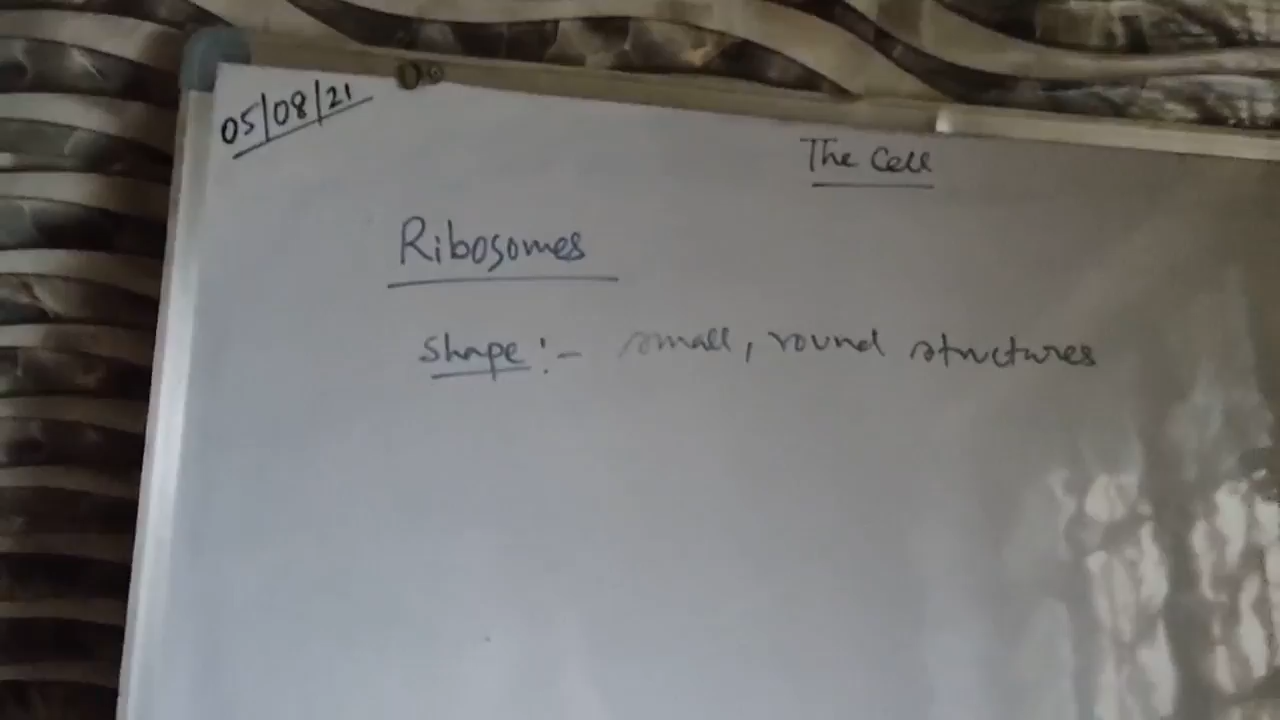 05/08/21
The Cell
Ribosomes
Shape:- small, round structures